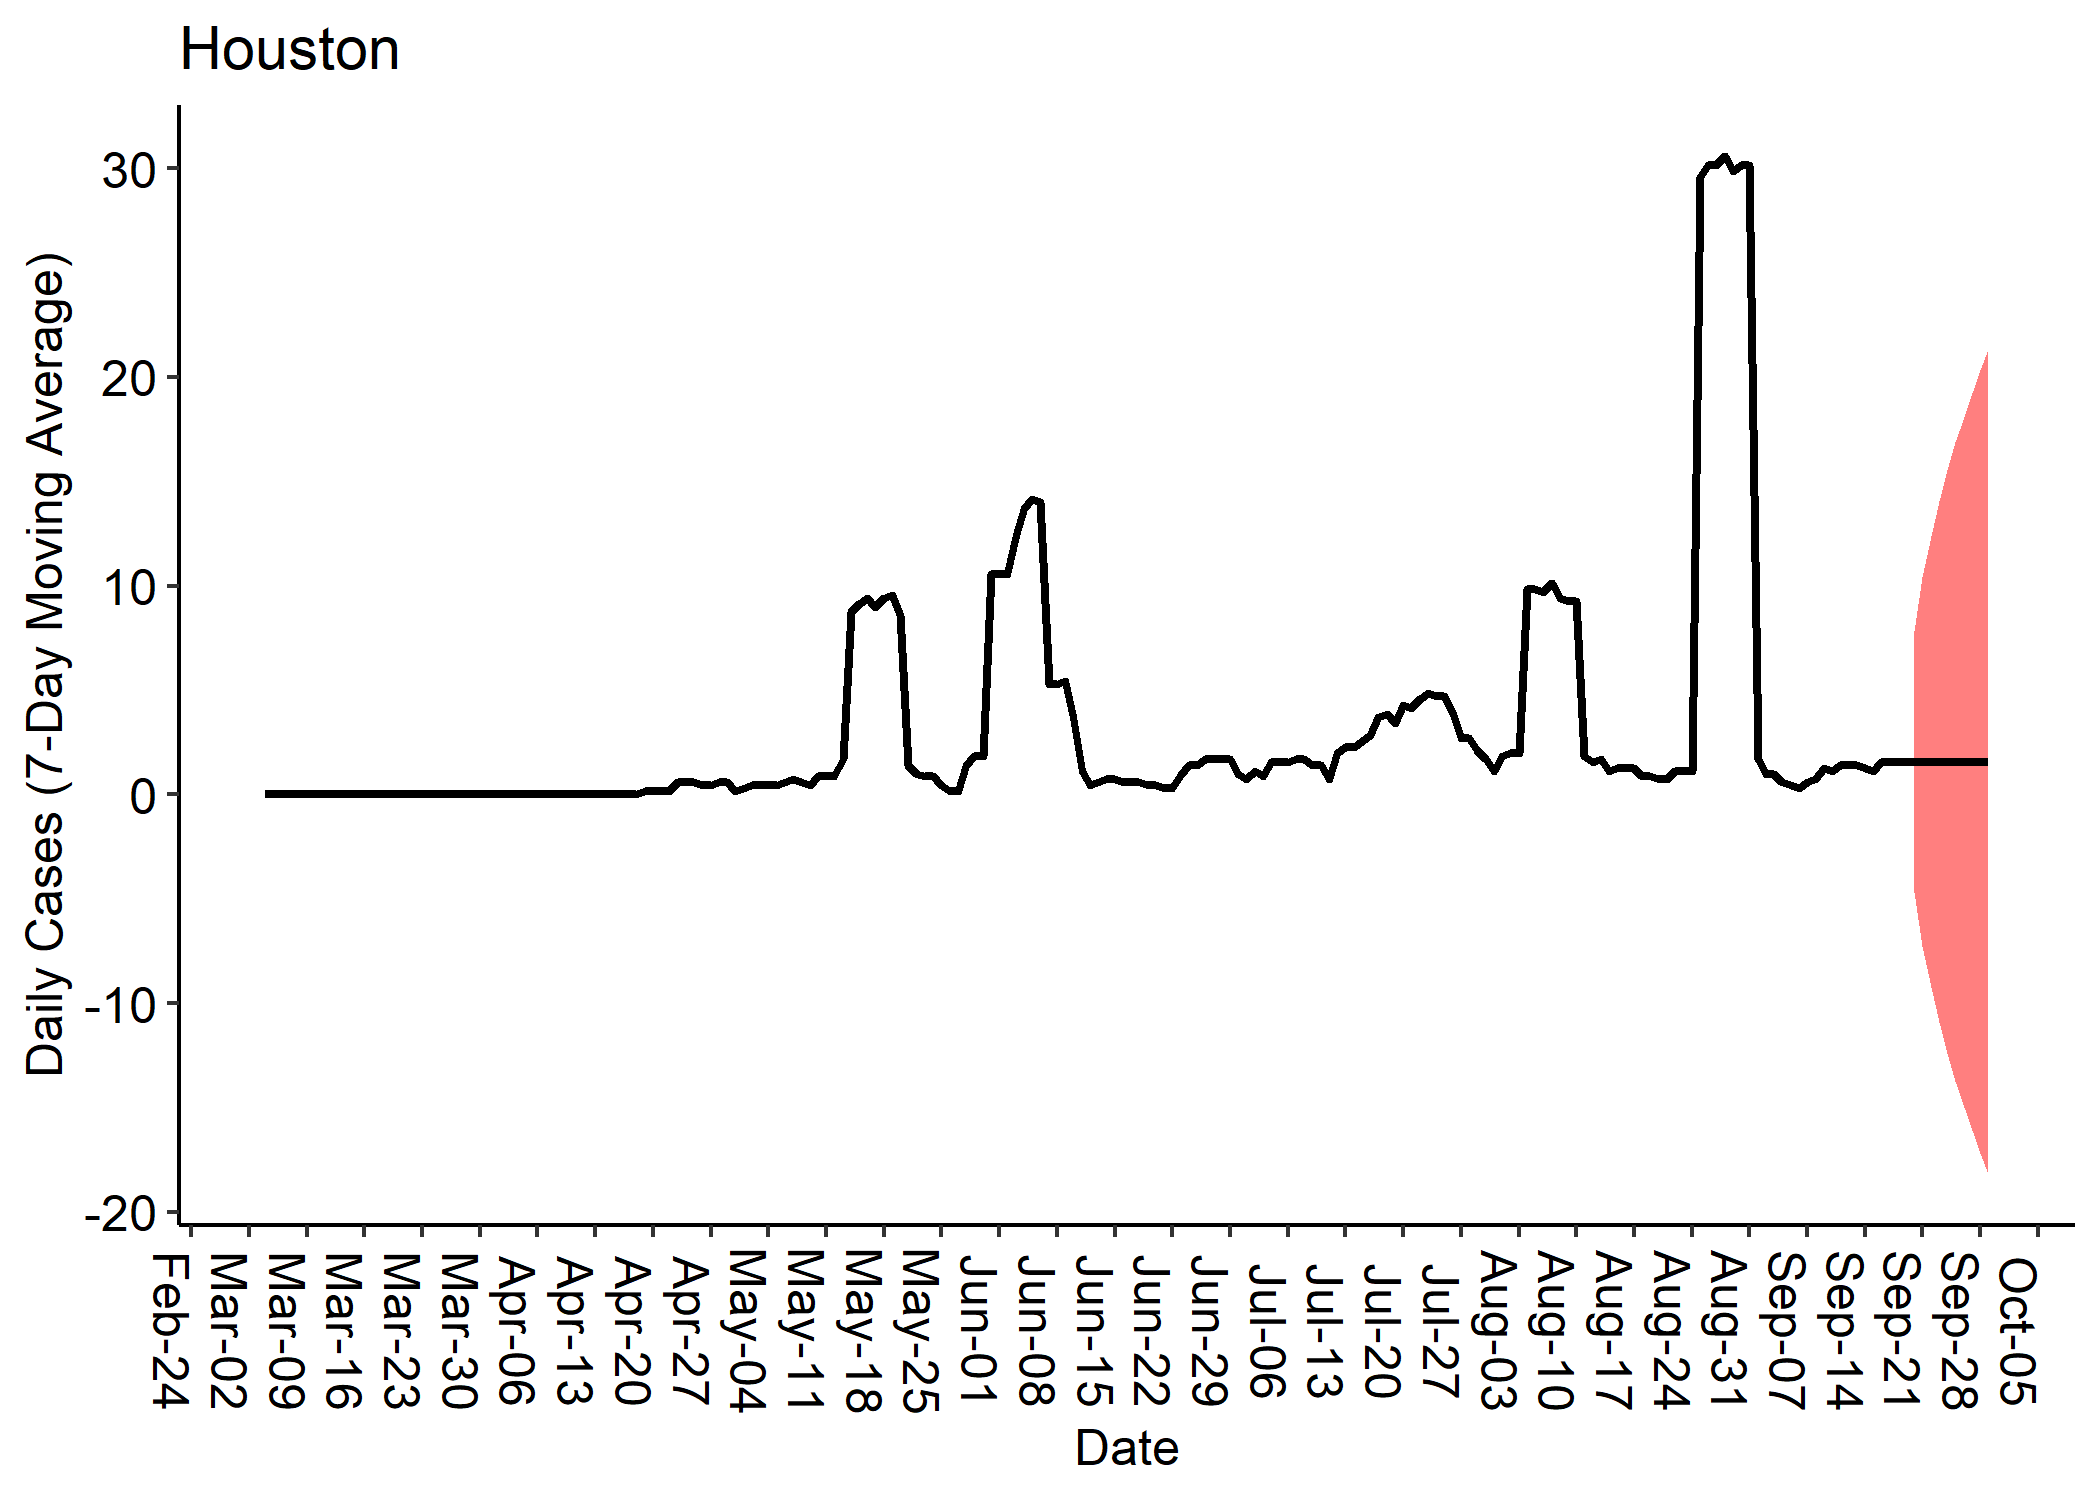 Houston
Daily Cases (7-Day Moving Average)
30
20
10
0
-10
-20
Feb-24
Mar-02
Mar-09
Mar-16
Mar-23
Mar-30
Apr-06
Apr-13
Apr-20
Apr-27
May-04
May-11
May-18
May-25
Jun-01
Jun-08
Jun-15
Jun-22
Jun-29
Jul-06
Jul-13
Jul-20
Jul-27
Aug-03
Aug-10
Aug-17
Aug-24
Aug-31
Sep-07
Sep-14
Sep-21
Sep-28
Oct-05
Date